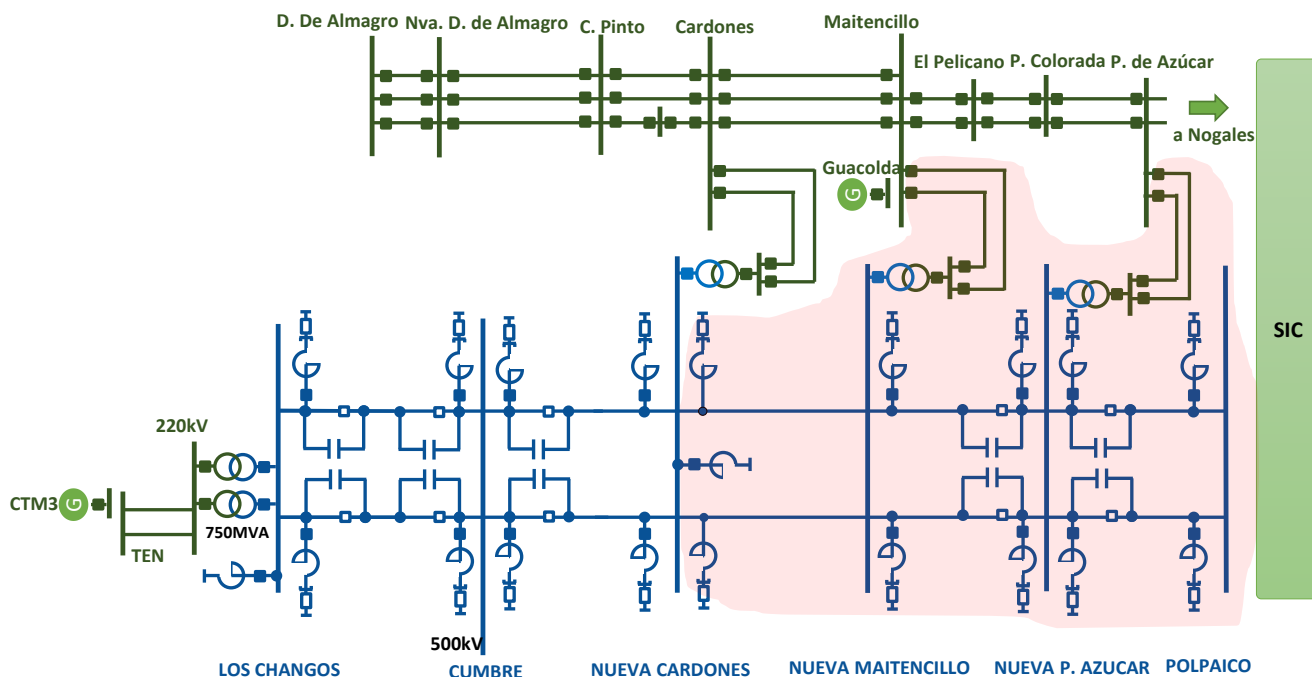 D. De Almagro
Nva. D. de Almagro
C. Pinto
Cardones
Maitencillo
El Pelicano
P. Colorada
P. de Azúcar
a Nogales
Guacolda
G
SIC
220kV
CTM3
G
750MVA
TEN
500kV
LOS CHANGOS
CUMBRE
NUEVA CARDONES
NUEVA MAITENCILLO
NUEVA P. AZUCAR
POLPAICO